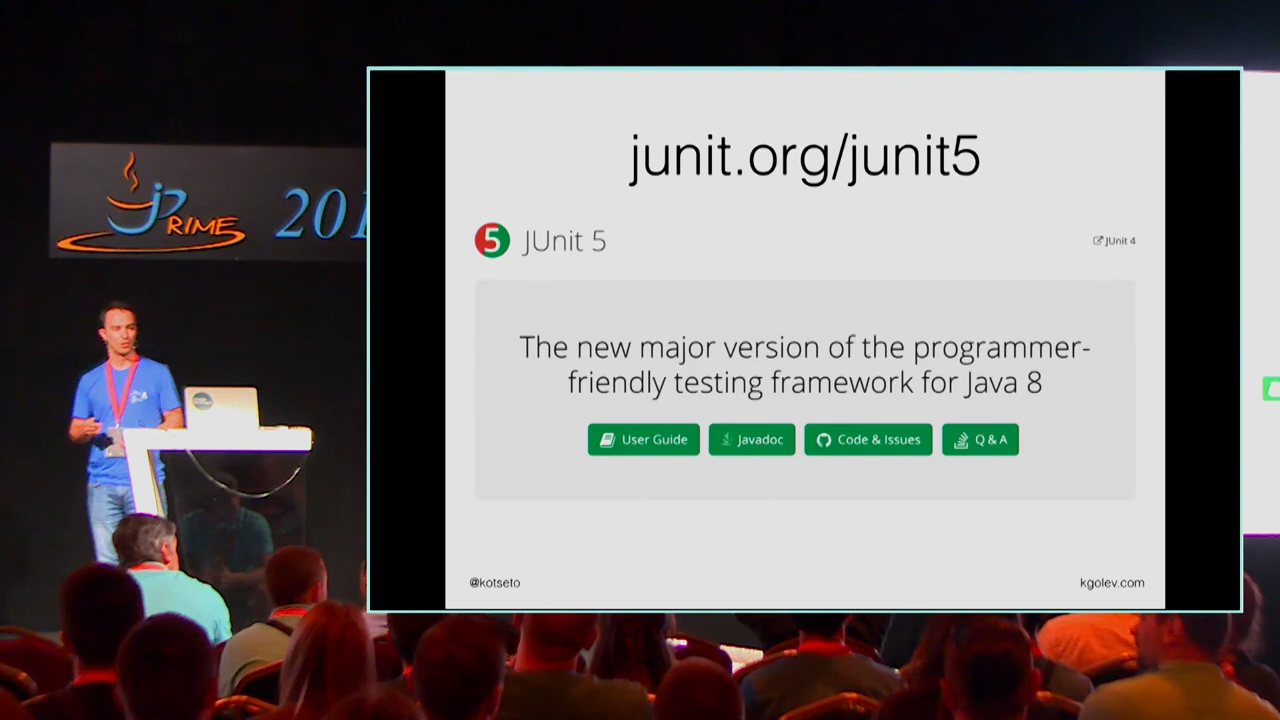 junit.org/junit5
jPRIME 201
5 JUnit 5
JUnit 4
The new major version of the programmer-
friendly testing framework for Java 8
User Guide Javadoc Code & Issues Q & A
@kotseto
kgolev.com